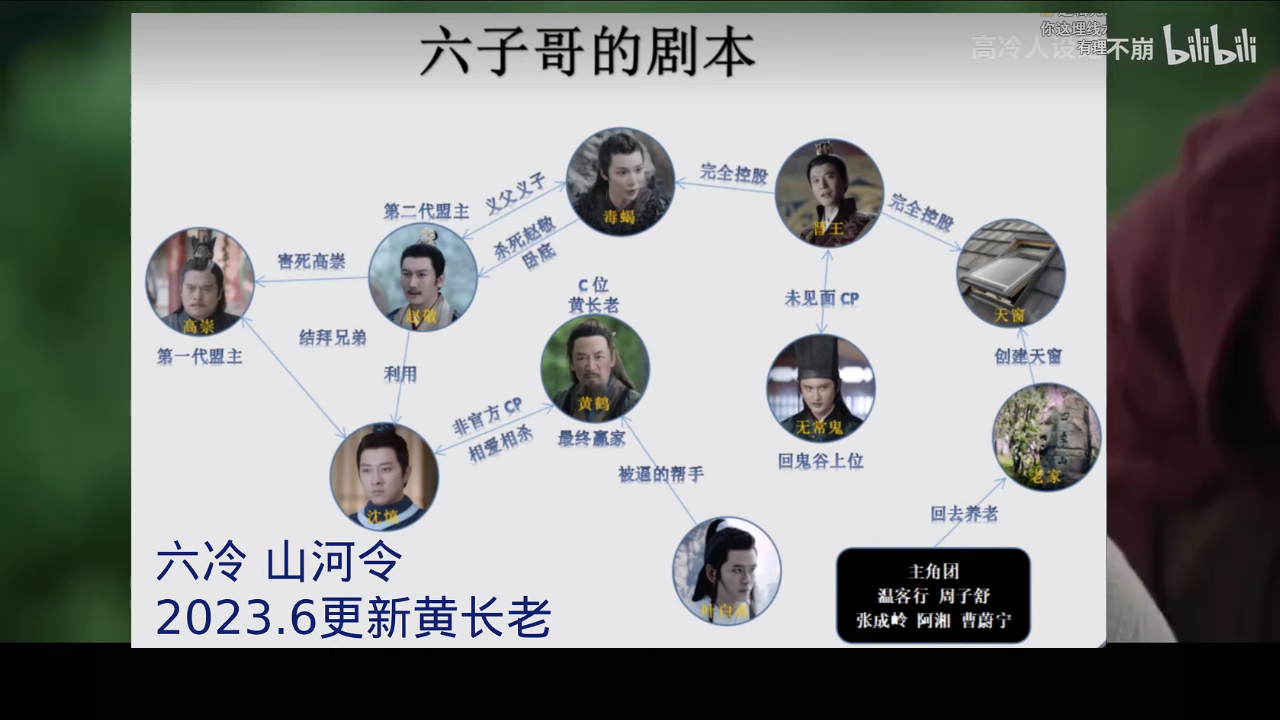 你这埋线
有理
高冷人设 不崩
bilibili
六子哥的剧本
第二代盟主
义父义子
杀死赵敬
卧底
毒蝎
完全控股
晋王
完全控股
天窗
高崇
第一代盟主
害死高崇
赵敬
结拜兄弟
利用
C 位
黄长老
黄鹤
最终赢家
未见面 CP
无常鬼
回鬼谷上位
创建天窗
老家
沈慎
非官方 CP
相爱相杀
被逼的帮手
叶白衣
回去养老
主角团
温客行 周子舒
张成岭 阿湘 曹蔚宁
六冷 山河令
2023.6更新黄长老